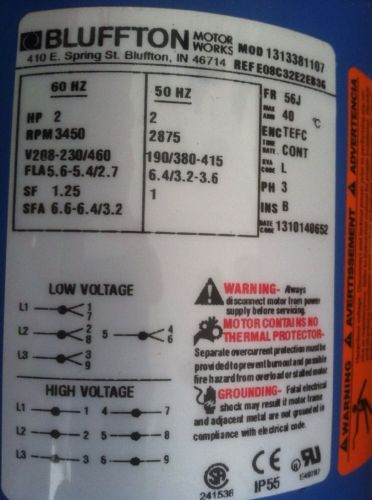 BLUFFTON MOTOR WORKS
410 E. Spring St. Bluffton, IN 46714
MOD 1313381107
REF E08C32E2EB3G
60 HZ 50 HZ
HP 2 2
RPM 3450 2875
V208-230/460 190/380-415
FLA 5.6-5.4/2.7 6.4/3.2-3.6
SF 1.25 1
SFA 6.6-6.4/3.2
FR 56J
MAX AMB 40 °C
ENC TEFC
TIME RATE CONT
KVA CODE L
PH 3
INS B
DATE CODE 1310140652
LOW VOLTAGE
L1 1 7
L2 2 8 5 4 6
L3 3 9
HIGH VOLTAGE
L1 1 4 7
L2 2 5 8
L3 3 6 9
WARNING- Always
disconnect motor from power
supply before servicing.
MOTOR CONTAINS NO
THERMAL PROTECTOR-
Separate overcurrent protection must be
provided to prevent burnout and possible
fire hazard from overload or stalled motor
GROUNDING- Fatal electrical
shock may result if motor frame
and adjacent metal are not grounded in
compliance with electrical code.
241536
SA
CE
IP55
UR
E49787
WARNING AVERTISSEMENT ADVERTENCIA